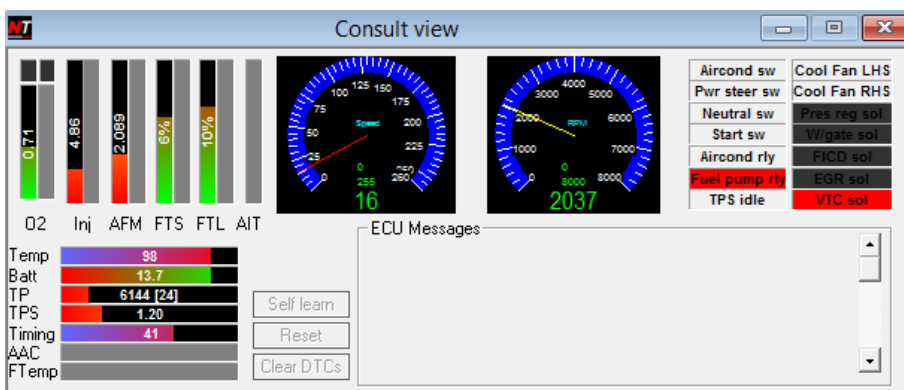 NT Consult view
0.71 4.86 2.089 6% 10%
O2 Inj AFM FTS FTL AIT
0 25 50 75 100 125 150 175 200 225 250 260
Speed
0
255
16
0 1000 2000 3000 4000 5000 6000 7000 8000
RPM
0
8000
2037
Aircond sw Cool Fan LHS
Pwr steer sw Cool Fan RHS
Neutral sw Pres reg sol
Start sw W/gate sol
Aircond rly FICD sol
Fuel pump rly EGR sol
TPS idle VTC sol
Temp 98
Batt 13.7
TP 6144 [24]
TPS 1.20
Timing 41
AAC
FTemp
Self learn
Reset
Clear DTCs
ECU Messages